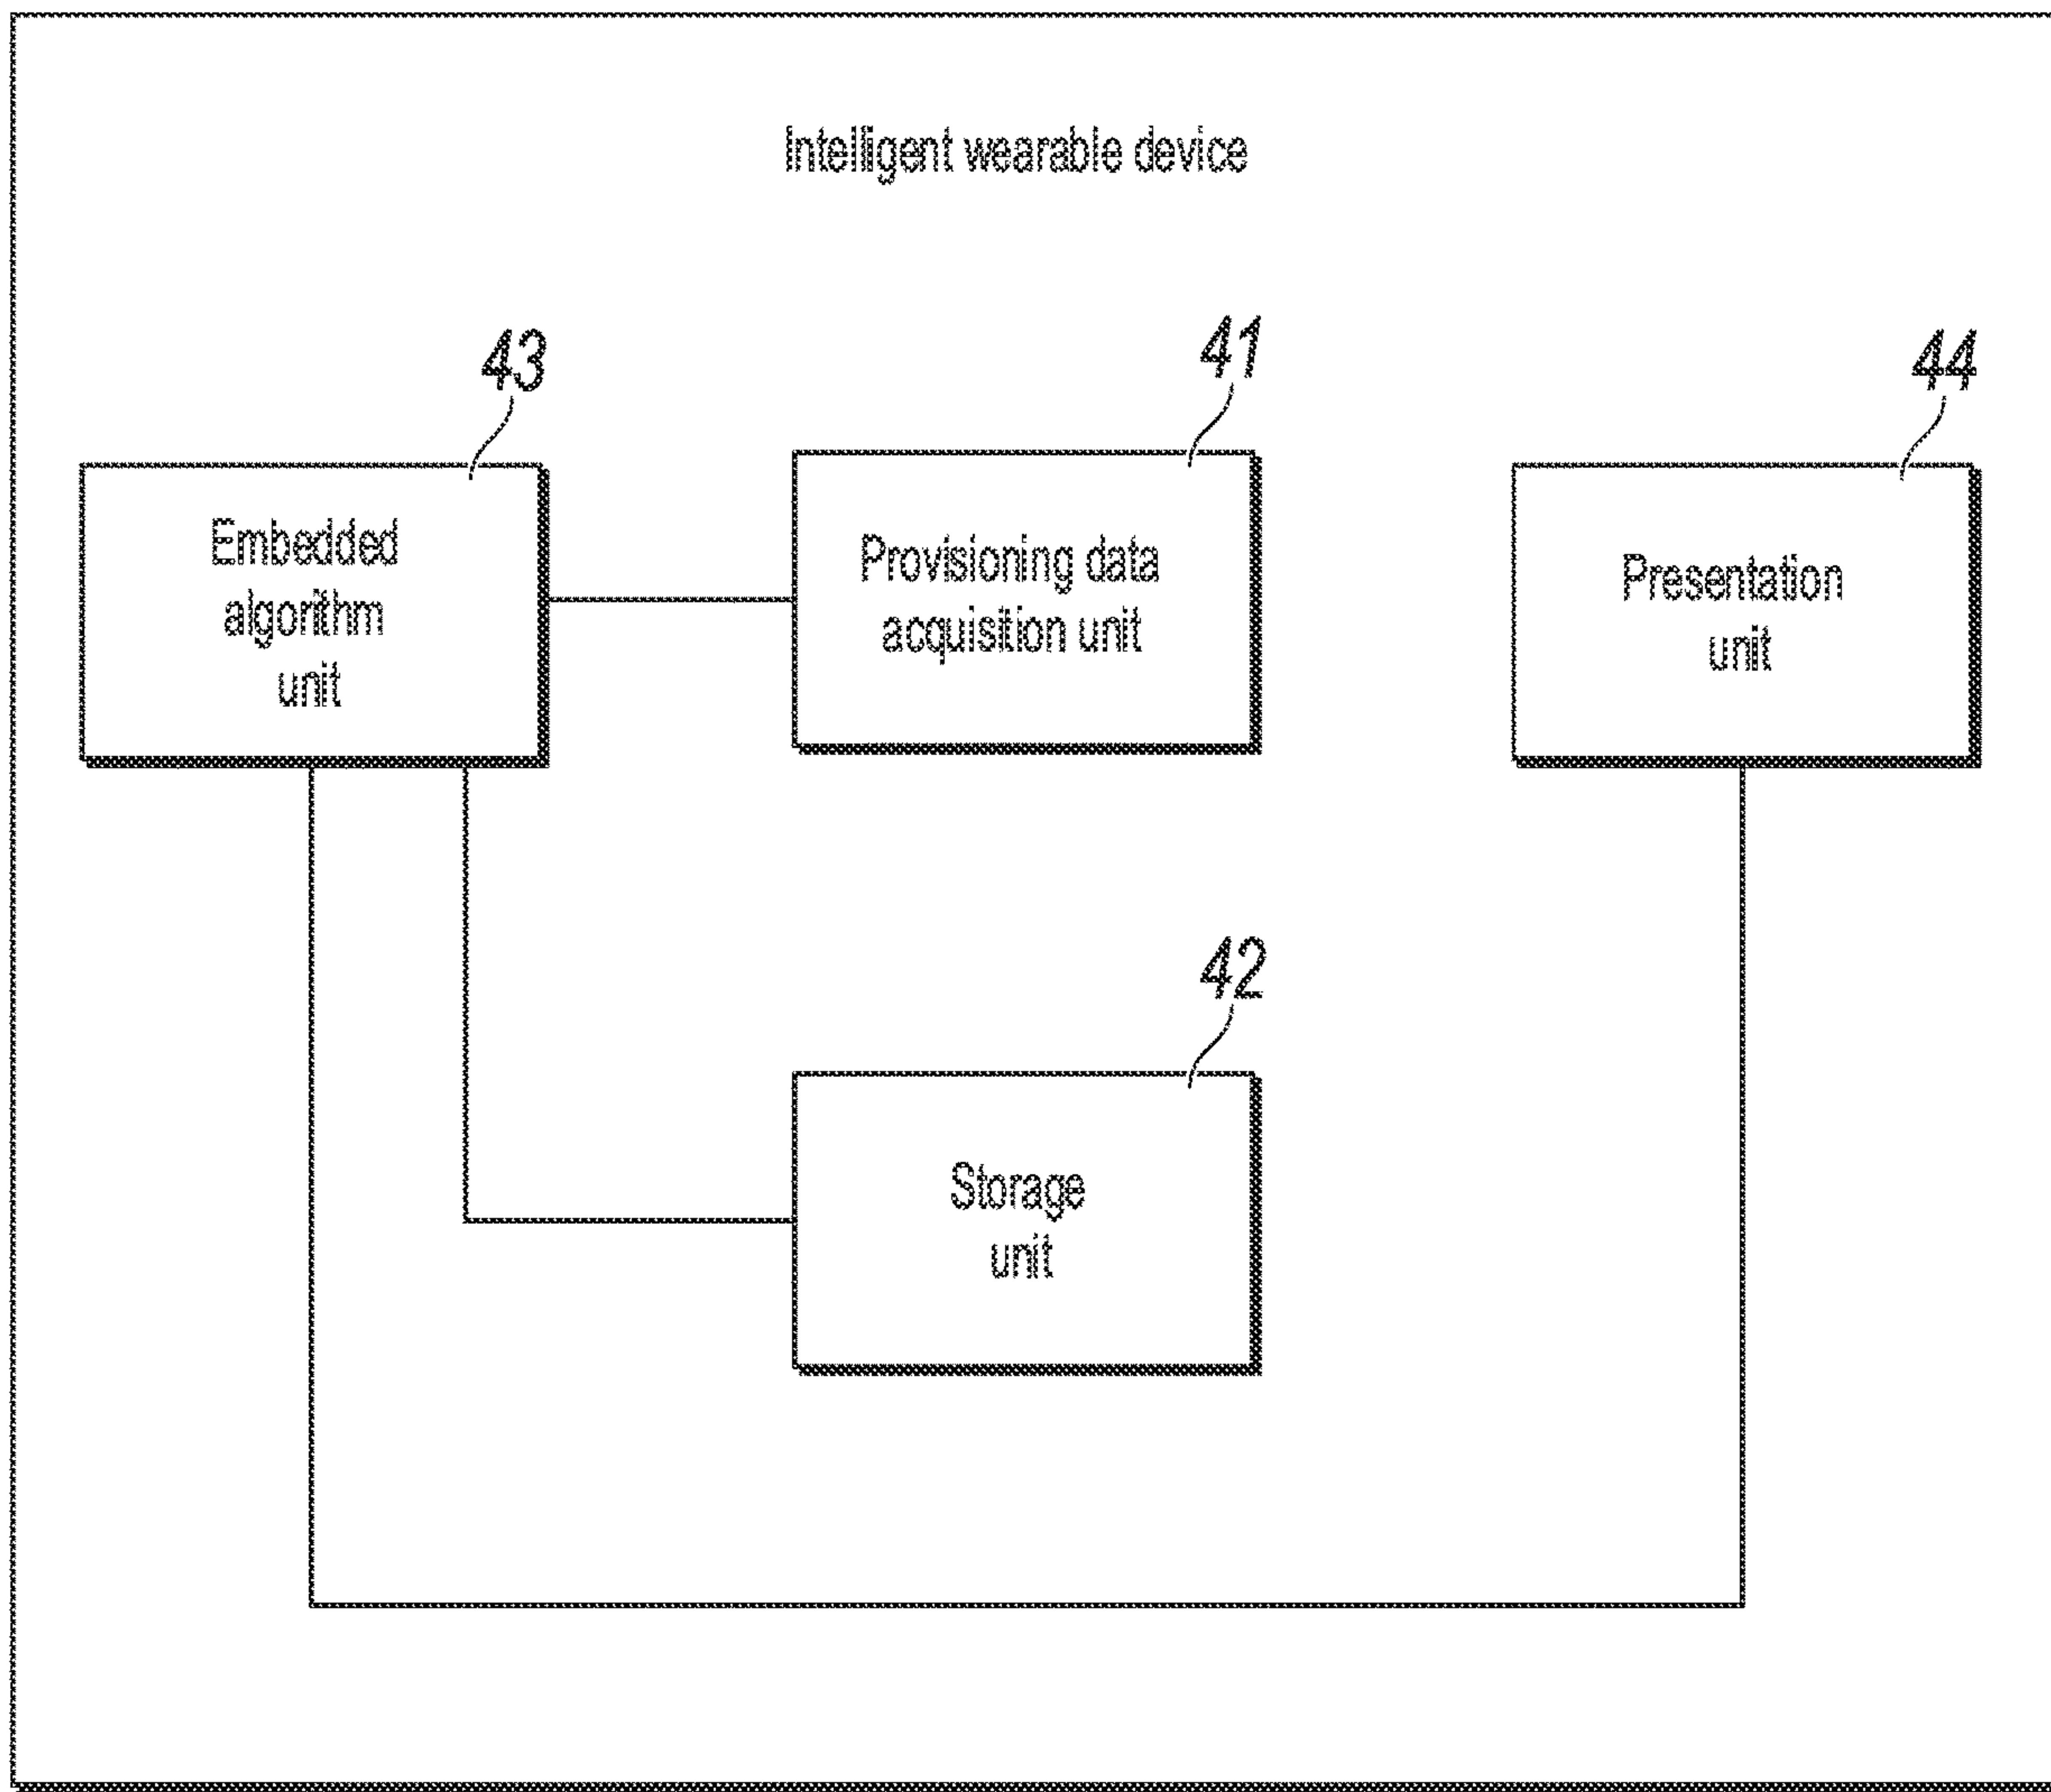 Intelligent wearable device
43
41
44
Embedded
algorithm
unit
Provisioning data
acquisition unit
Presentation
unit
42
Storage
unit